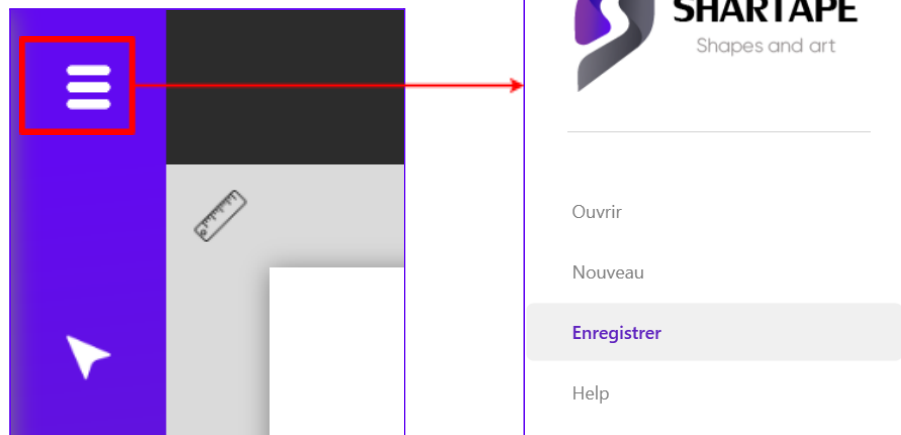 SHARTAPE
Shapes and art
Ouvrir
Nouveau
Enregistrer
Help